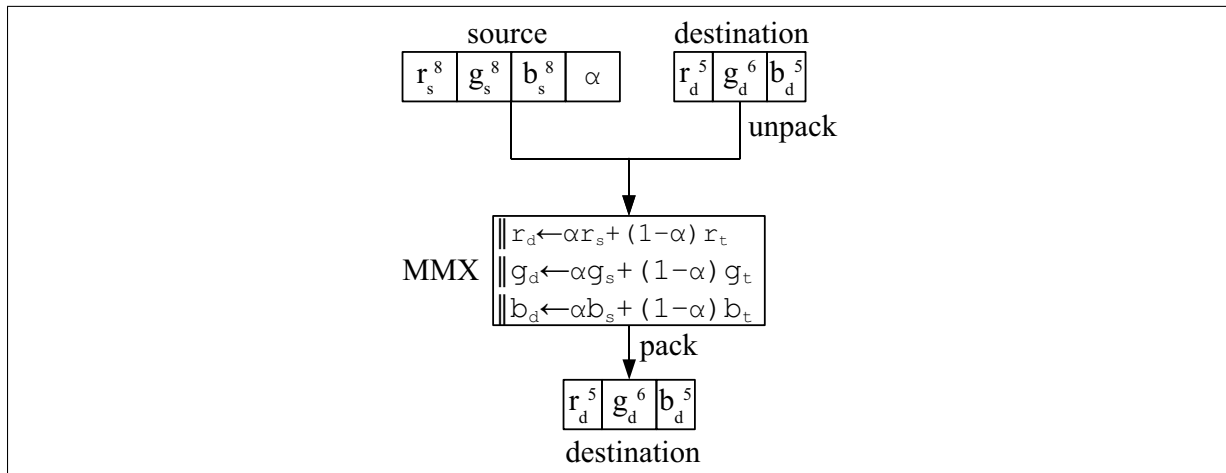 source
destination
r_s^8 g_s^8 b_s^8 α
r_d^5 g_d^6 b_d^5
unpack
MMX
‖ r_d←αr_s+(1-α)r_t
‖ g_d←αg_s+(1-α)g_t
‖ b_d←αb_s+(1-α)b_t
pack
r_d^5 g_d^6 b_d^5
destination